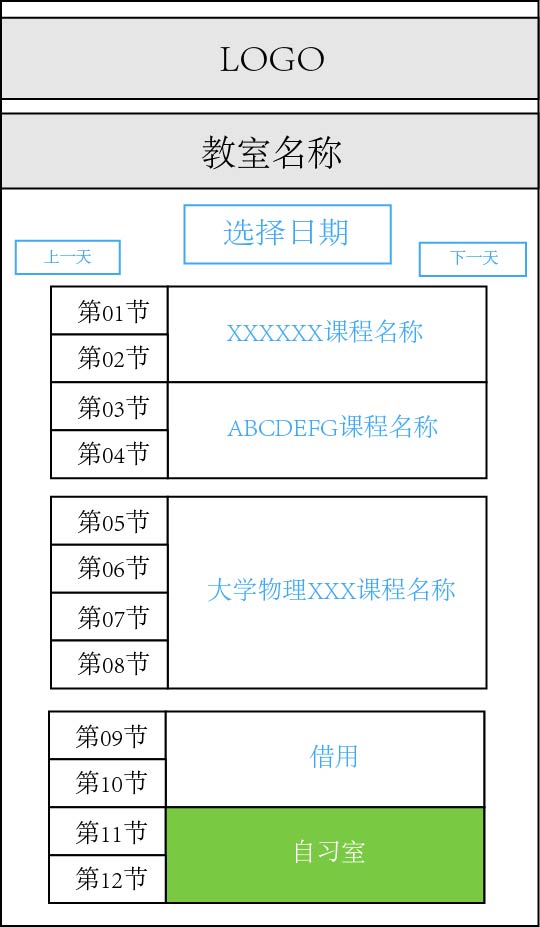 LOGO
教室名称
选择日期
上一天
下一天
第01节
XXXXXX课程名称
第02节
第03节
ABCDEFG课程名称
第04节
第05节
第06节
大学物理XXX课程名称
第07节
第08节
第09节
借用
第10节
第11节
自习室
第12节